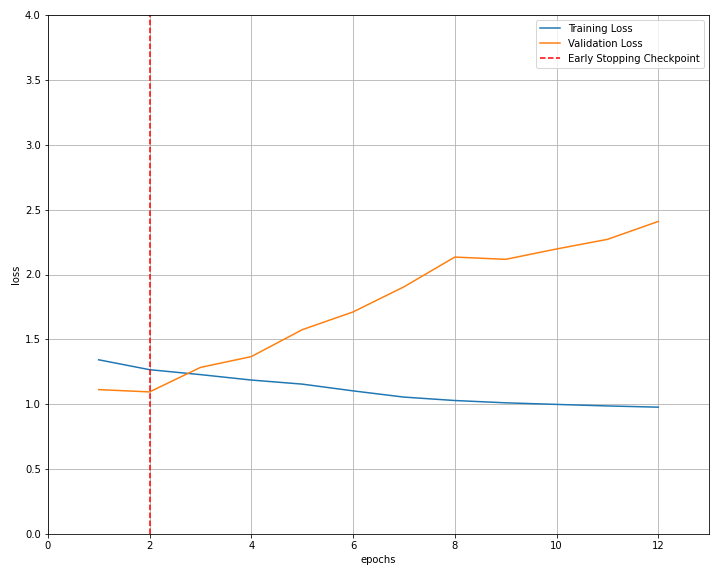 4.0
3.5
3.0
2.5
2.0
1.5
1.0
0.5
0.0
loss
Training Loss
Validation Loss
Early Stopping Checkpoint
0 2 4 6 8 10 12
epochs